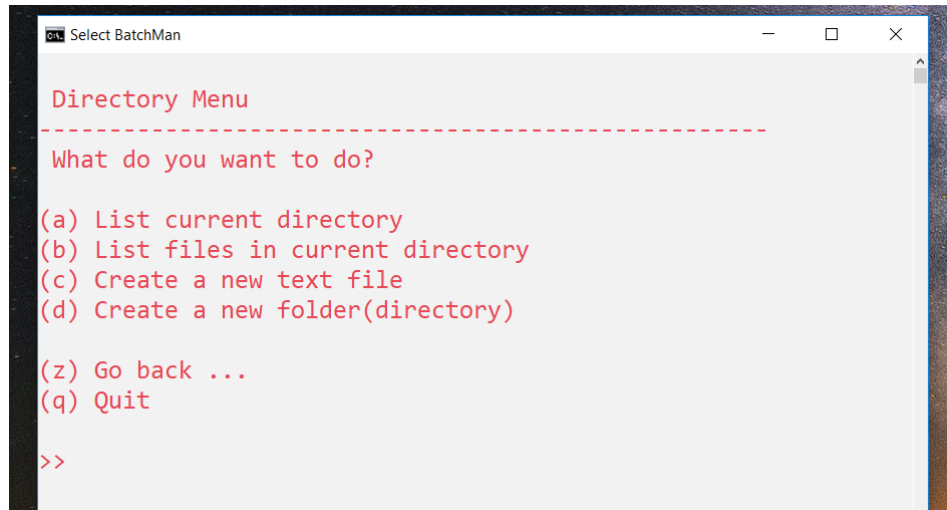 Select BatchMan
Directory Menu
----------------------------------------------------
What do you want to do?
(a) List current directory
(b) List files in current directory
(c) Create a new text file
(d) Create a new folder(directory)
(z) Go back ...
(q) Quit
>>